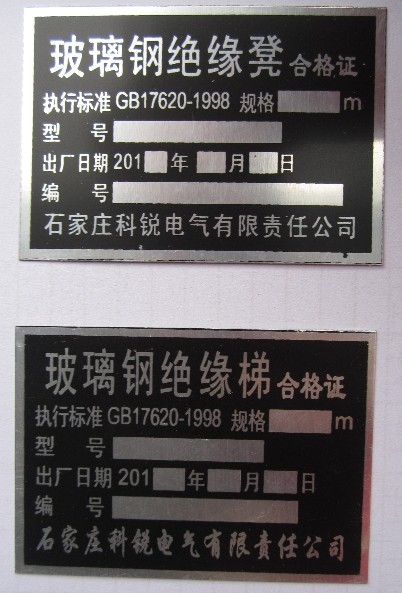 玻璃钢绝缘凳 合格证
执行标准 GB17620-1998 规格 m
型 号
出厂日期 201 年 月 日
编 号
石家庄科锐电气有限责任公司
玻璃钢绝缘梯 合格证
执行标准 GB17620-1998 规格 m
型 号
出厂日期 201 年 月 日
编 号
石家庄科锐电气有限责任公司